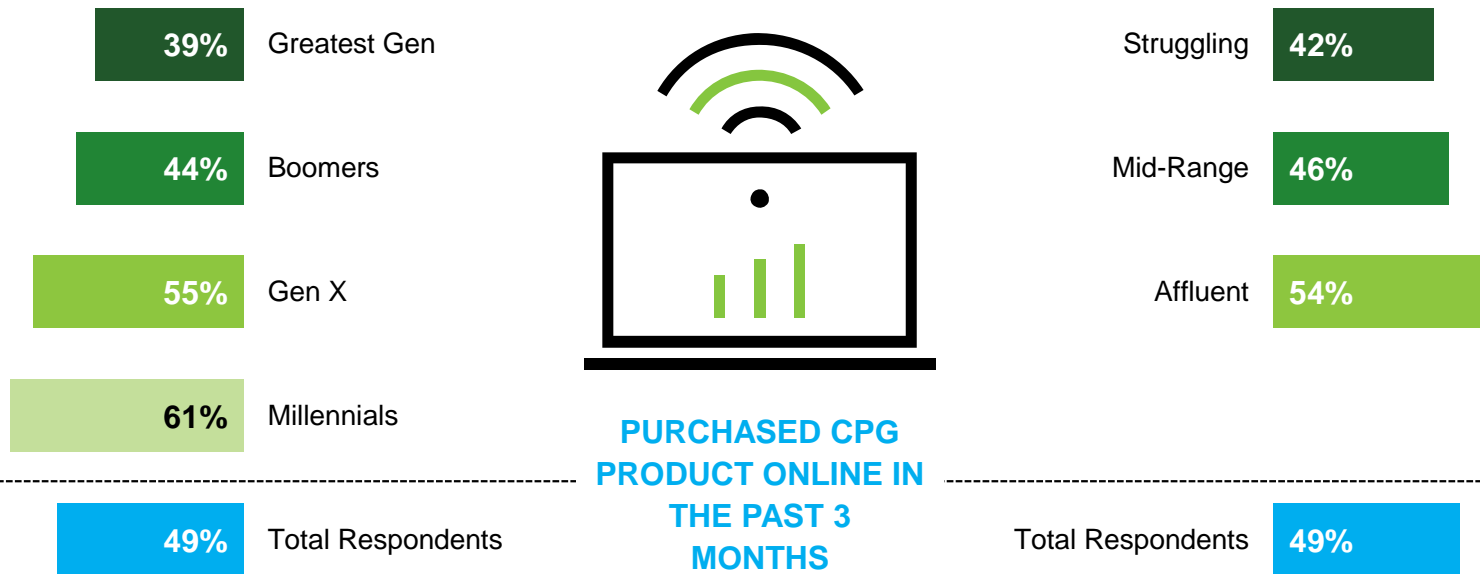 39% Greatest Gen
44% Boomers
55% Gen X
61% Millennials
49% Total Respondents
PURCHASED CPG
PRODUCT ONLINE IN
THE PAST 3
MONTHS
Struggling 42%
Mid-Range 46%
Affluent 54%
Total Respondents 49%